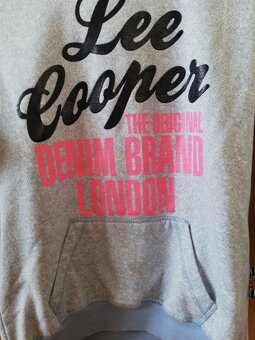 Lee
Cooper
THE ORIGINAL
DENIM BRAND
LONDON